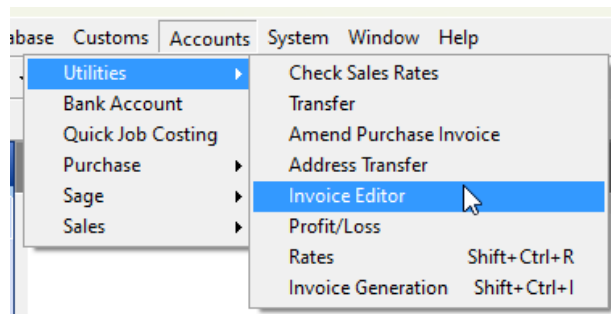 abase Customs Accounts System Window Help
Utilities
Bank Account
Quick Job Costing
Purchase
Sage
Sales
Check Sales Rates
Transfer
Amend Purchase Invoice
Address Transfer
Invoice Editor
Profit/Loss
Rates Shift+Ctrl+R
Invoice Generation Shift+Ctrl+I